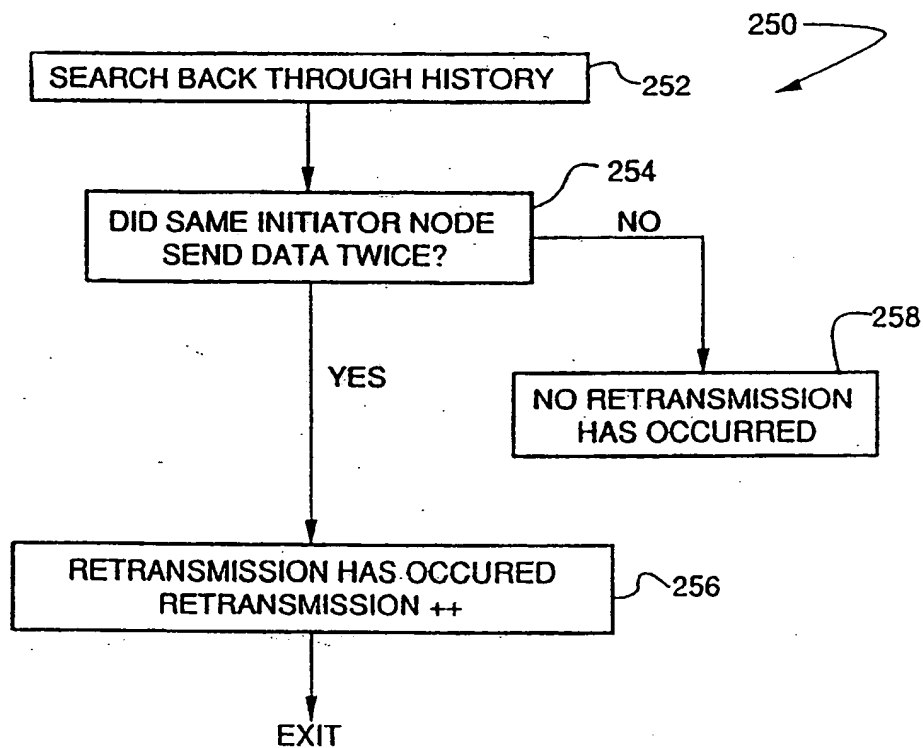 250
SEARCH BACK THROUGH HISTORY
252
254
DID SAME INITIATOR NODE
SEND DATA TWICE?
NO
258
YES
NO RETRANSMISSION
HAS OCCURRED
RETRANSMISSION HAS OCCURED
RETRANSMISSION ++
256
EXIT